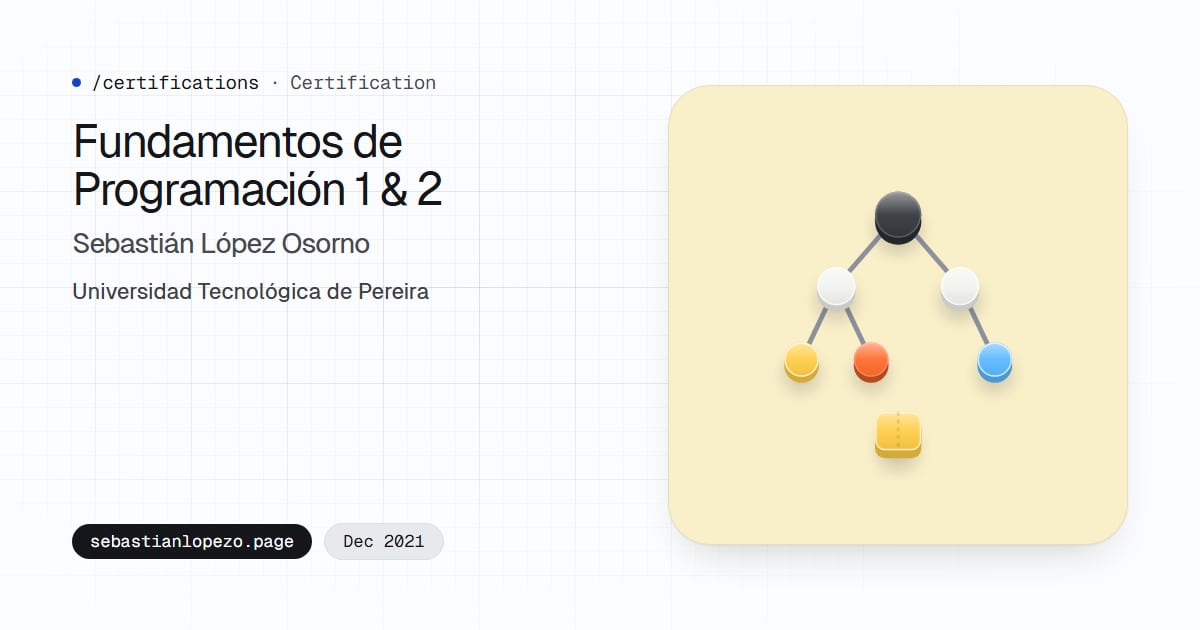 /certifications · Certification
Fundamentos de
Programación 1 & 2
Sebastián López Osorno
Universidad Tecnológica de Pereira
sebastianlopezo.page
Dec 2021